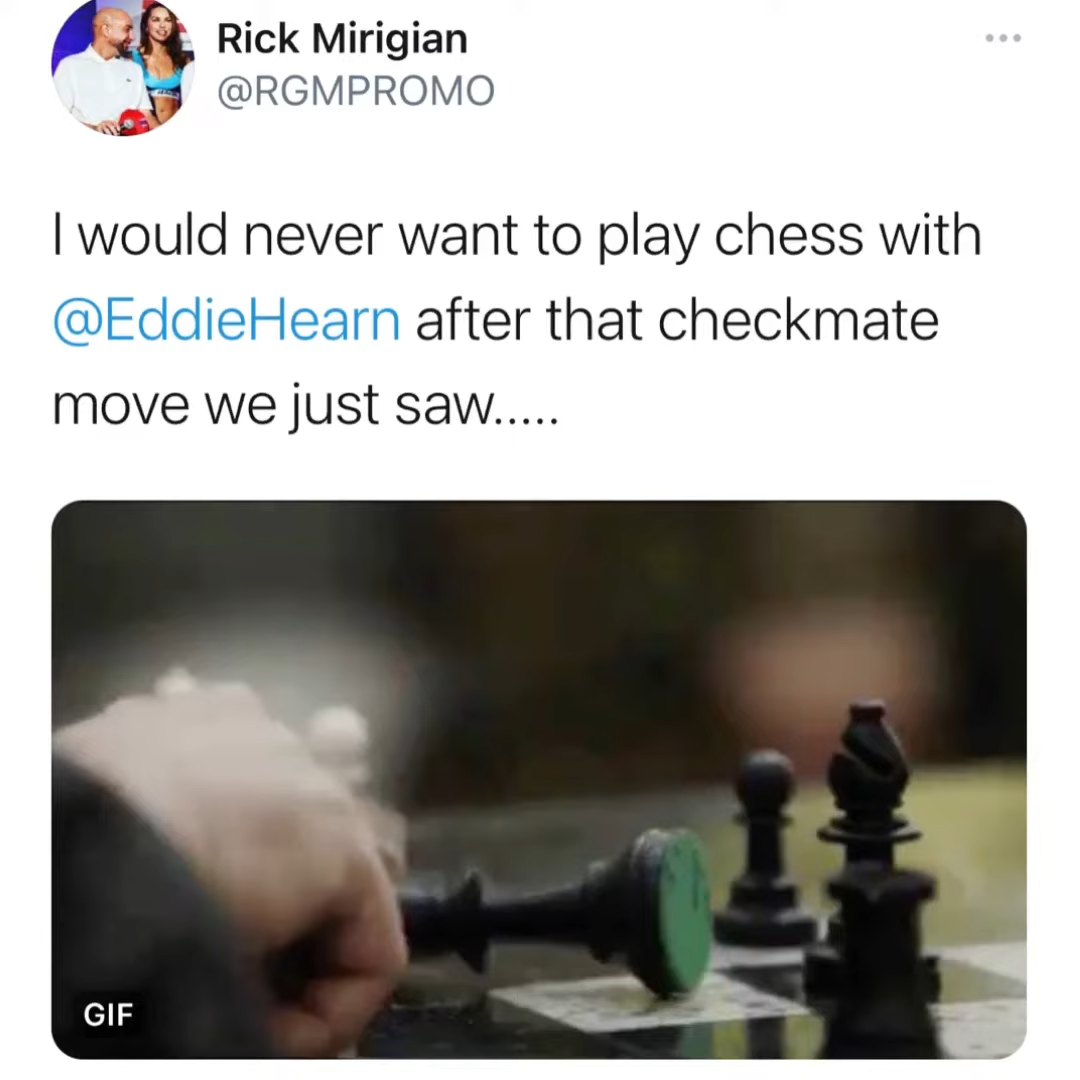 Rick Mirigian
@RGMPROMO
I would never want to play chess with
@EddieHearn after that checkmate
move we just saw.....
GIF